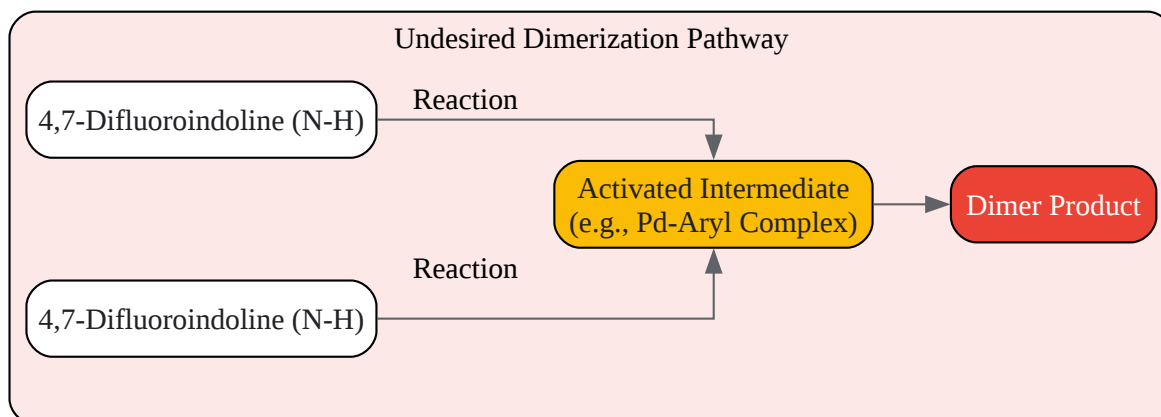 Undesired Dimerization Pathway
4,7-Difluoroindoline (N-H)
Reaction
Activated Intermediate
(e.g., Pd-Aryl Complex)
Dimer Product
Reaction
4,7-Difluoroindoline (N-H)